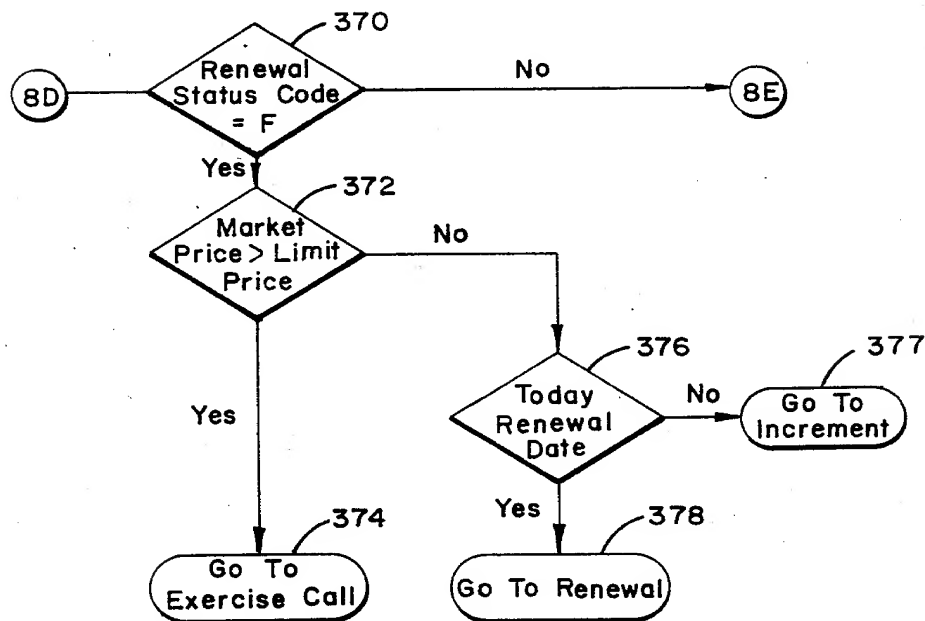 370
8D
Renewal
Status Code
= F
No
8E
Yes
372
Market
Price > Limit
Price
No
376
377
Yes
Today
Renewal
Date
No
Go To
Increment
Yes
374
378
Go To
Exercise Call
Go To Renewal